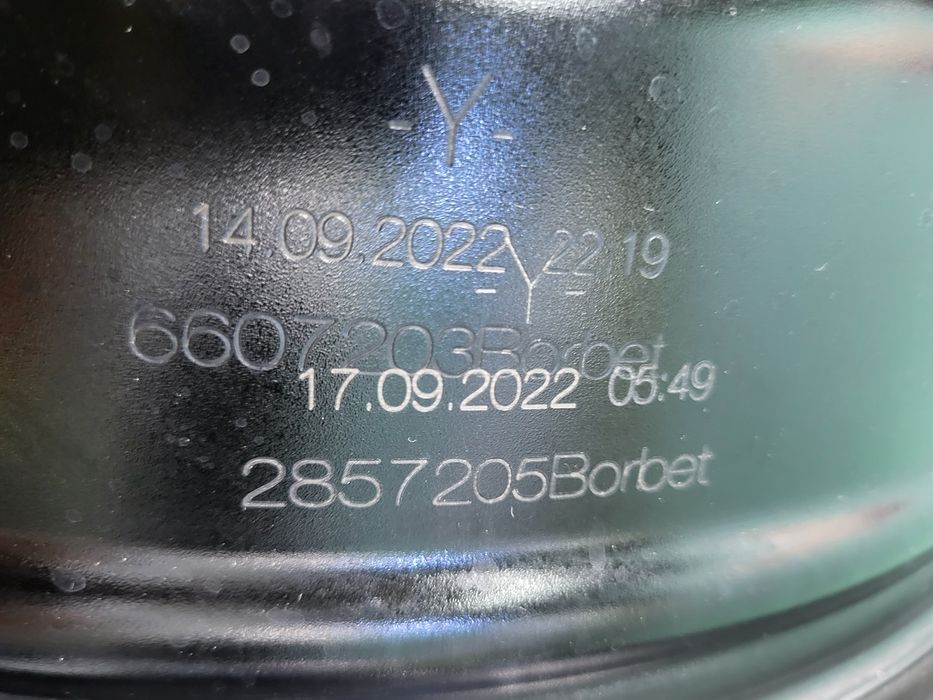 -Y-
14.09.2022 22 19
-Y-
6607203Borbet
17.09.2022 05:49
2857205Borbet